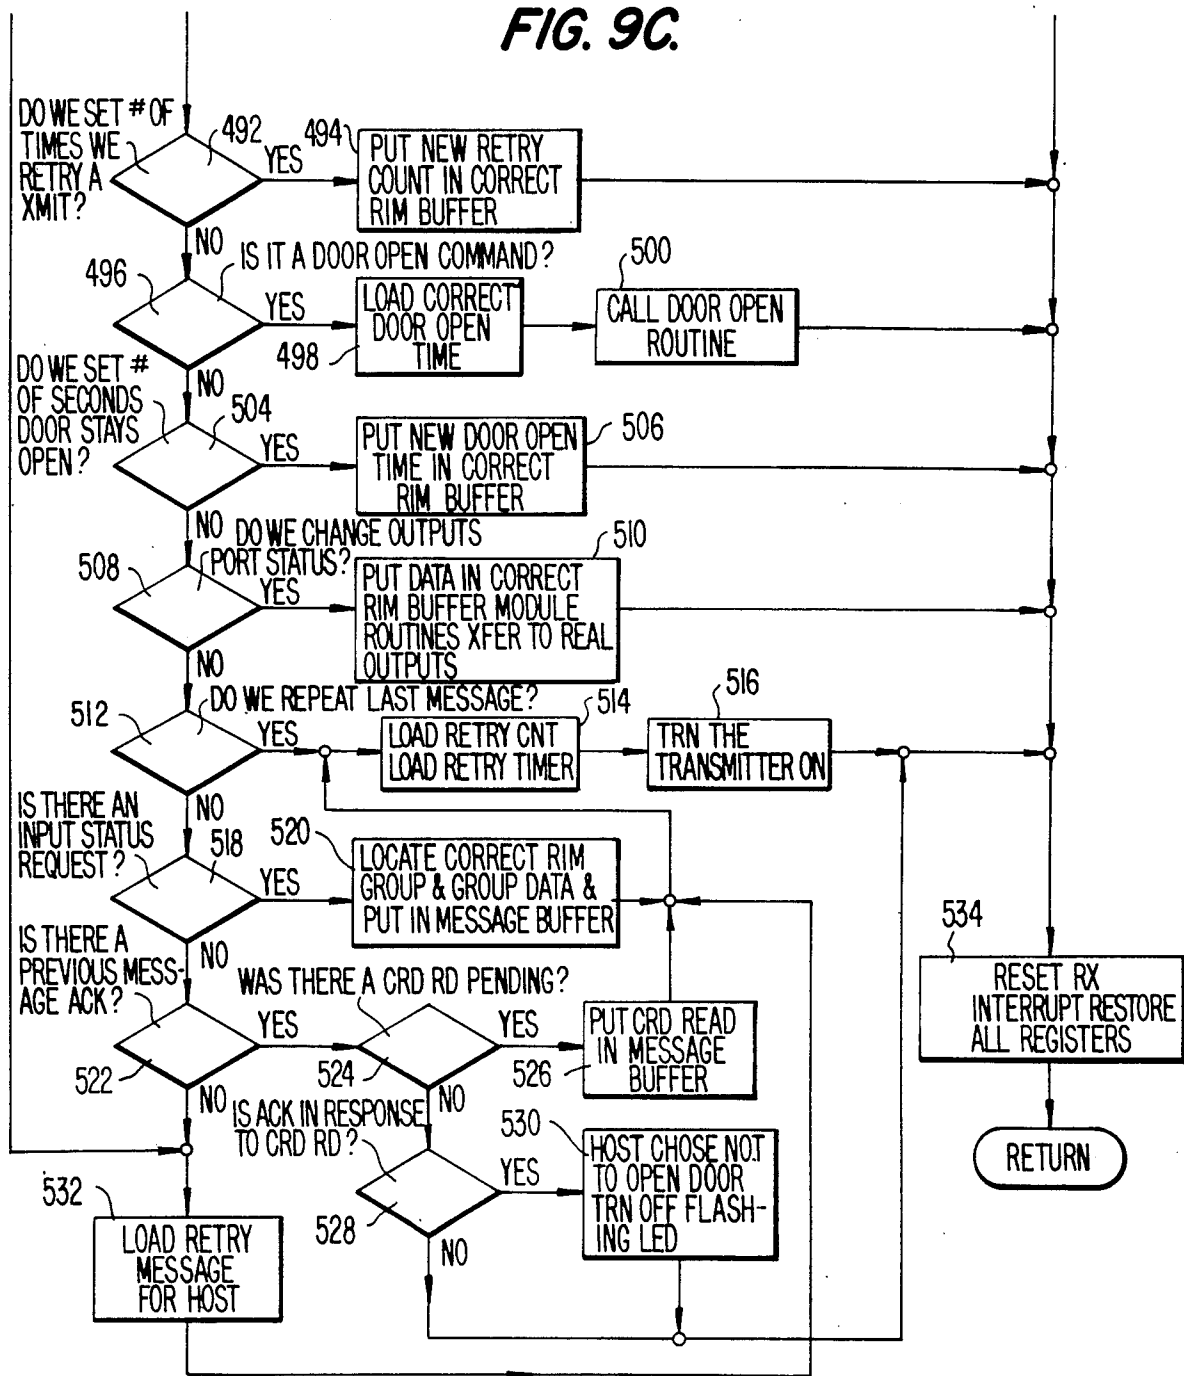 FIG. 9C.
DO WE SET # OF
TIMES WE
RETRY A
XMIT?
492
YES
NO
494
PUT NEW RETRY
COUNT IN CORRECT
RIM BUFFER
IS IT A DOOR OPEN COMMAND?
496
YES
NO
LOAD CORRECT
DOOR OPEN
TIME
498
500
CALL DOOR OPEN
ROUTINE
DO WE SET #
OF SECONDS
DOOR STAYS
OPEN?
504
YES
NO
PUT NEW DOOR OPEN
TIME IN CORRECT
RIM BUFFER
506
DO WE CHANGE OUTPUTS
PORT STATUS?
508
YES
NO
510
PUT DATA IN CORRECT
RIM BUFFER MODULE
ROUTINES XFER TO REAL
OUTPUTS
DO WE REPEAT LAST MESSAGE?
512
YES
NO
514
LOAD RETRY CNT
LOAD RETRY TIMER
516
TRN THE
TRANSMITTER ON
IS THERE AN
INPUT STATUS
REQUEST?
518
YES
NO
520
LOCATE CORRECT RIM
GROUP & GROUP DATA &
PUT IN MESSAGE BUFFER
IS THERE A
PREVIOUS MESS-
AGE ACK?
522
YES
NO
WAS THERE A CRD RD PENDING?
524
YES
NO
PUT CRD READ
IN MESSAGE
BUFFER
526
IS ACK IN RESPONSE
TO CRD RD?
528
YES
NO
530
HOST CHOSE NOT
TO OPEN DOOR
TRN OFF FLASH-
ING LED
532
LOAD RETRY
MESSAGE
FOR HOST
534
RESET RX
INTERRUPT RESTORE
ALL REGISTERS
RETURN